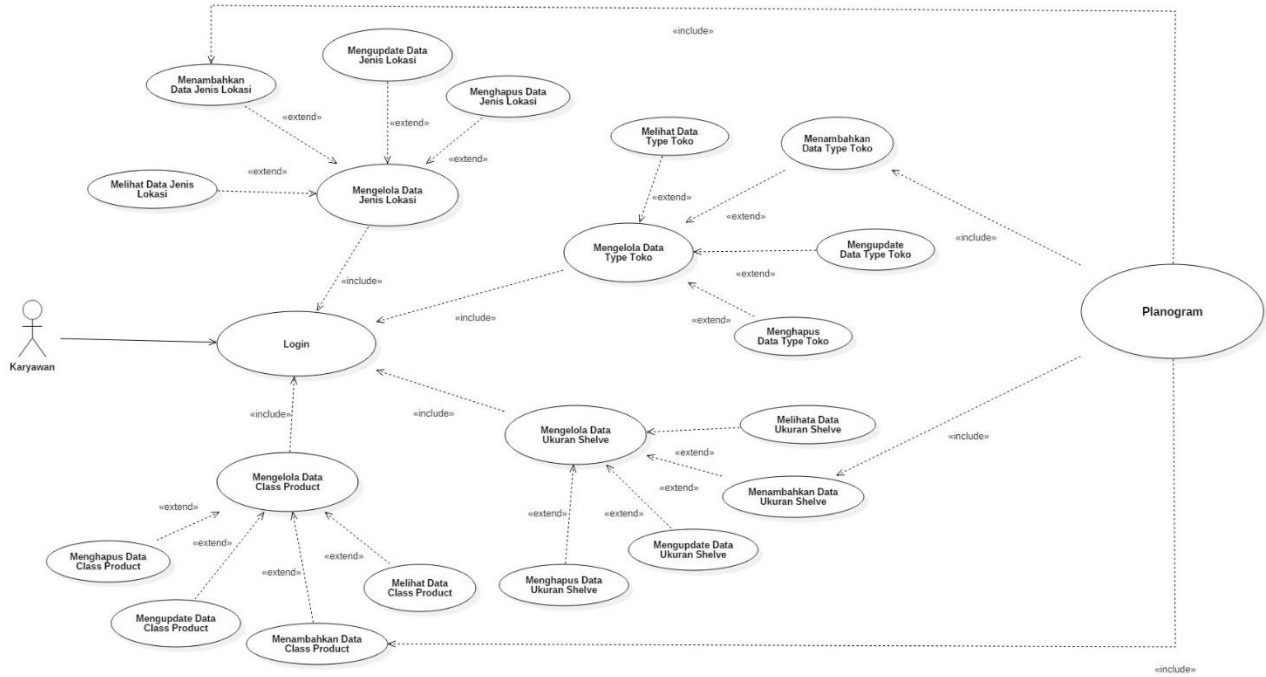 «include»
Mengupdate Data
Jenis Lokasi
Menambahkan
Data Jenis Lokasi
Menghapus Data
Jenis Lokasi
«extend»
«extend»
«extend»
«extend»
Melihat Data Jenis
Lokasi
Mengelola Data
Jenis Lokasi
Melihat Data
Type Toko
Menambahkan
Data Type Toko
«extend»
«extend»
Mengelola Data
Type Toko
Mengupdate
Data Type Toko
«extend»
«extend»
Menghapus
Data Type Toko
«include»
Planogram
«include»
«include»
Karyawan
Login
«include»
«include»
Mengelola Data
Ukuran Shelve
Melihata Data
Ukuran Shelve
«extend»
«include»
Menambahkan Data
Ukuran Shelve
«extend»
«extend»
«extend»
Mengupdate Data
Ukuran Shelve
Menghapus Data
Ukuran Shelve
Mengelola Data
Class Product
«extend»
«extend»
«extend»
«extend»
Menghapus Data
Class Product
Melihat Data
Class Product
Mengupdate Data
Class Product
Menambahkan Data
Class Product
«include»